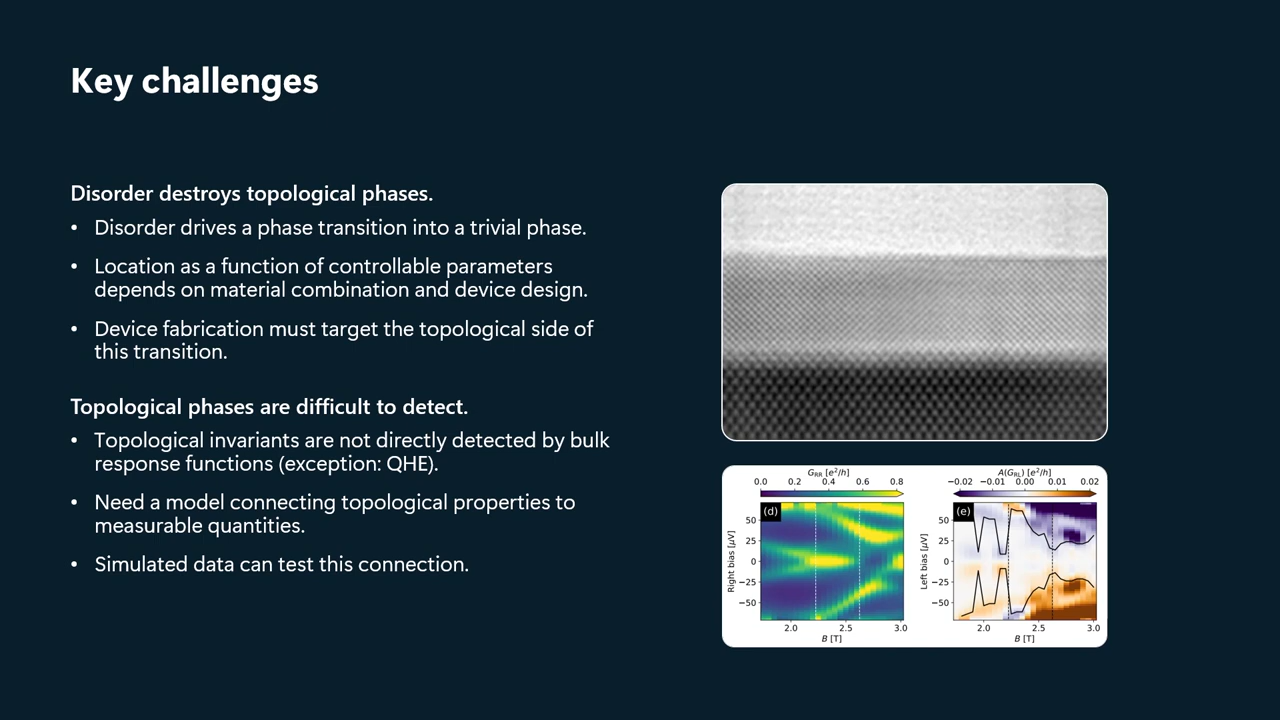 Key challenges
Disorder destroys topological phases.
• Disorder drives a phase transition into a trivial phase.
• Location as a function of controllable parameters
depends on material combination and device design.
• Device fabrication must target the topological side of
this transition.
Topological phases are difficult to detect.
• Topological invariants are not directly detected by bulk
response functions (exception: QHE).
• Need a model connecting topological properties to
measurable quantities.
• Simulated data can test this connection.
G_RR [e²/h]
0.0 0.2 0.4 0.6 0.8
(d)
Right bias [μV]
50
25
0
−25
−50
2.0 2.5 3.0
B [T]
A(G_RL) [e²/h]
−0.02 −0.01 0.00 0.01 0.02
(e)
Left bias [μV]
50
25
0
−25
−50
2.0 2.5 3.0
B [T]